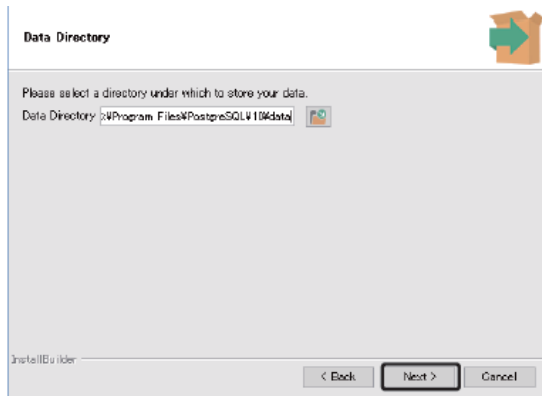 Data Directory
Please select a directory under which to store your data.
Data Directory :¥Program Files¥PostgreSQL¥10¥data
InstallBuilder
< Back
Next >
Cancel